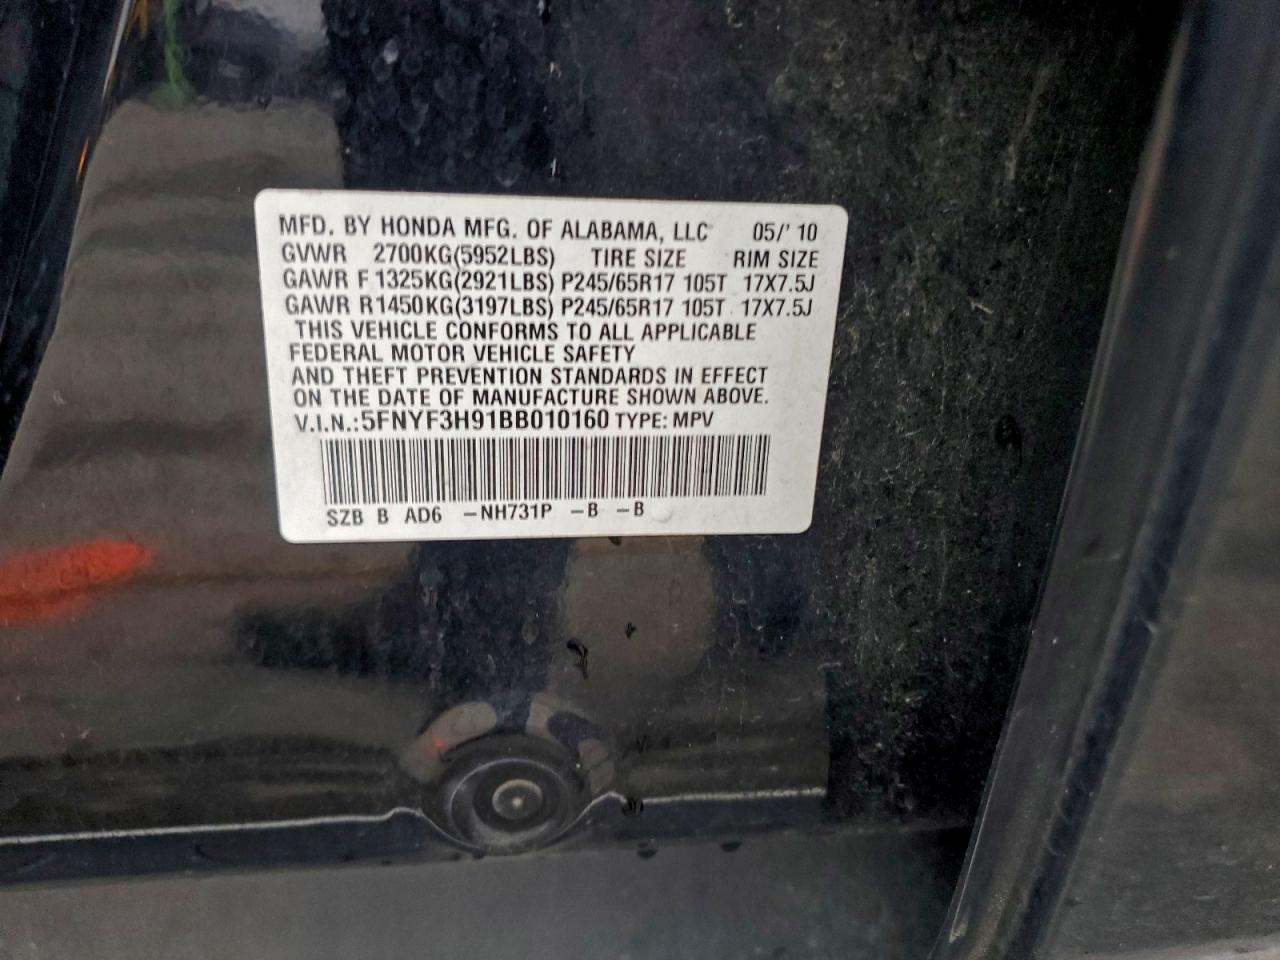 MFD. BY HONDA MFG. OF ALABAMA, LLC 05/' 10
GVWR 2700KG(5952LBS) TIRE SIZE RIM SIZE
GAWR F 1325KG(2921LBS) P245/65R17 105T 17X7.5J
GAWR R1450KG(3197LBS) P245/65R17 105T 17X7.5J
THIS VEHICLE CONFORMS TO ALL APPLICABLE
FEDERAL MOTOR VEHICLE SAFETY
AND THEFT PREVENTION STANDARDS IN EFFECT
ON THE DATE OF MANUFACTURE SHOWN ABOVE.
V.I.N.:5FNYF3H91BB010160 TYPE: MPV
SZB B AD6 -NH731P -B -B